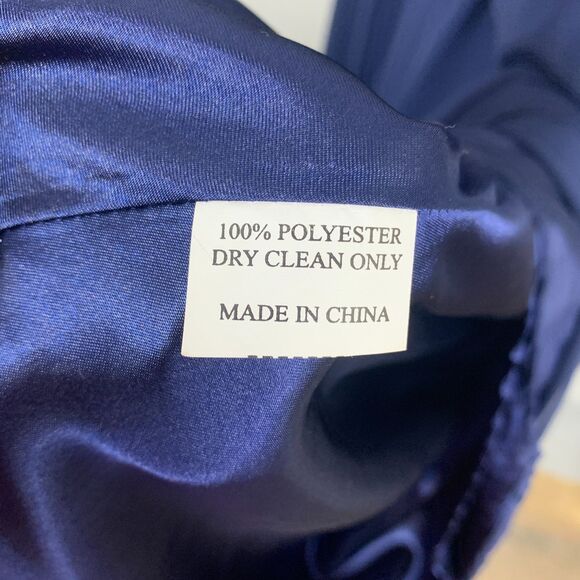 100% POLYESTER
DRY CLEAN ONLY
MADE IN CHINA